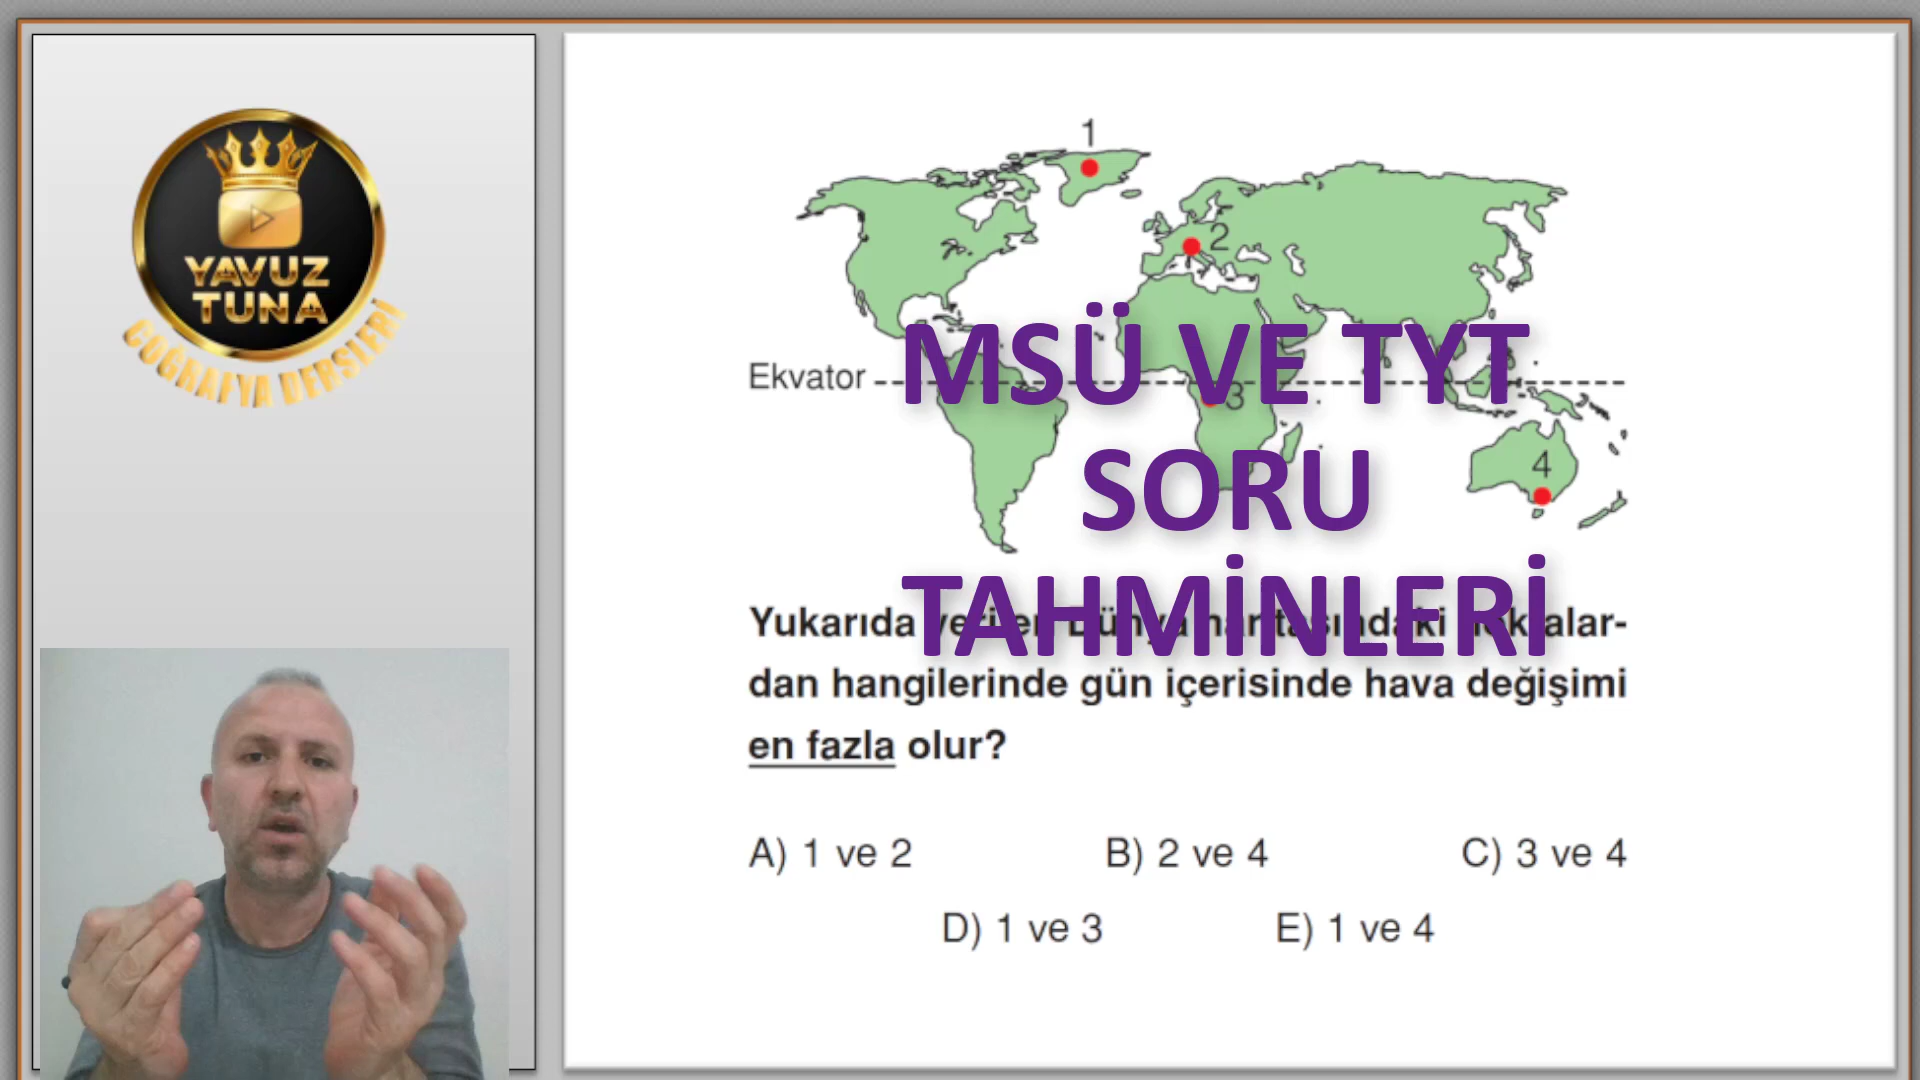 YAVUZ
TUNA
COĞRAFYA DERSLERİ
1
2
MSÜ VE TYT
Ekvator
3
SORU
4
TAHMİNLERİ
Yukarıda
dan hangilerinde gün içerisinde hava değişimi
en fazla olur?
A) 1 ve 2
B) 2 ve 4
C) 3 ve 4
D) 1 ve 3
E) 1 ve 4